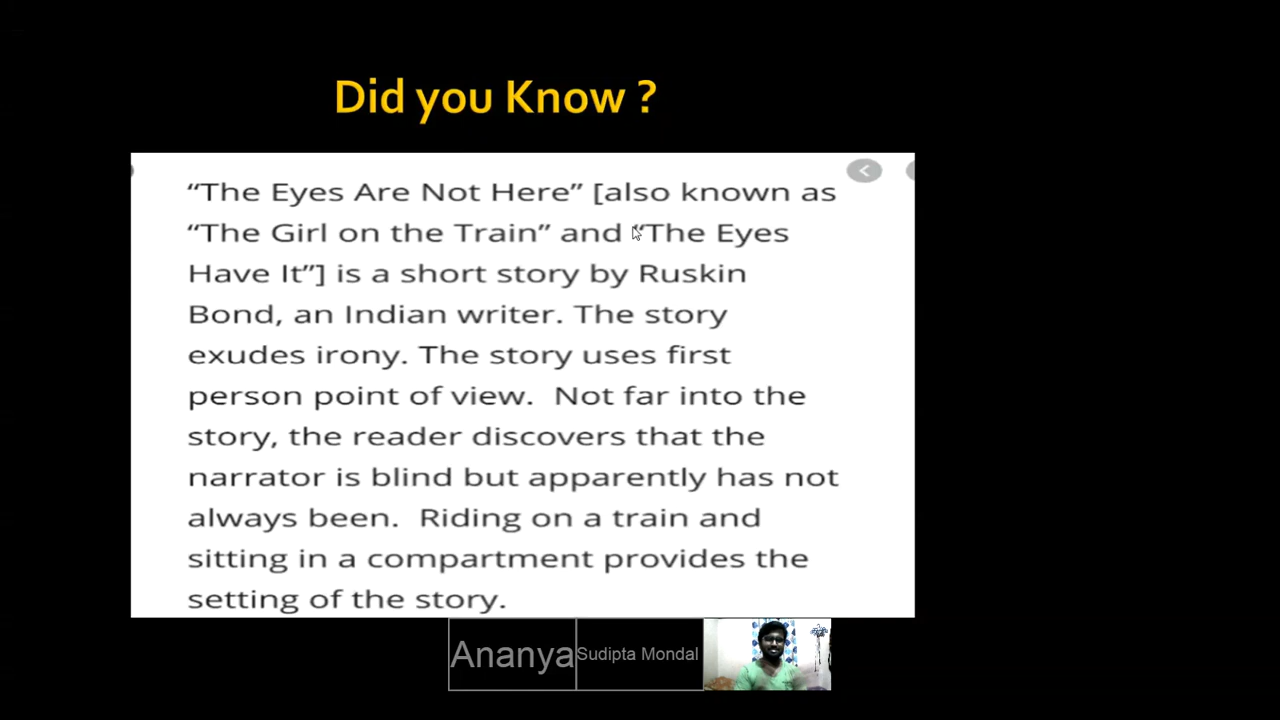 Did you Know ?
“The Eyes Are Not Here” [also known as
“The Girl on the Train” and “The Eyes
Have It”] is a short story by Ruskin
Bond, an Indian writer. The story
exudes irony. The story uses first
person point of view. Not far into the
story, the reader discovers that the
narrator is blind but apparently has not
always been. Riding on a train and
sitting in a compartment provides the
setting of the story.
Ananya
Sudipta Mondal